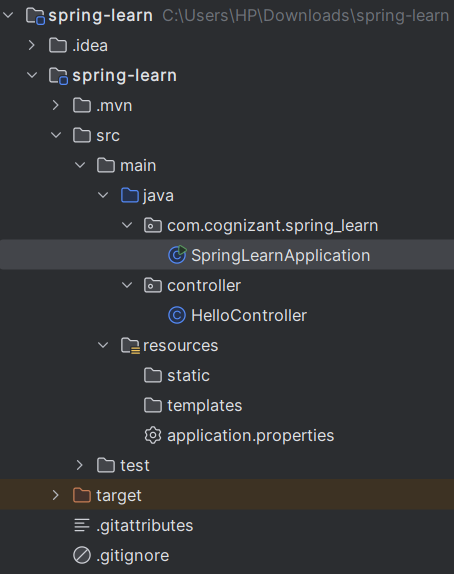 spring-learn C:\Users\HP\Downloads\spring-learn
.idea
spring-learn
.mvn
src
main
java
com.cognizant.spring_learn
SpringLearnApplication
controller
HelloController
resources
static
templates
application.properties
test
target
.gitattributes
.gitignore